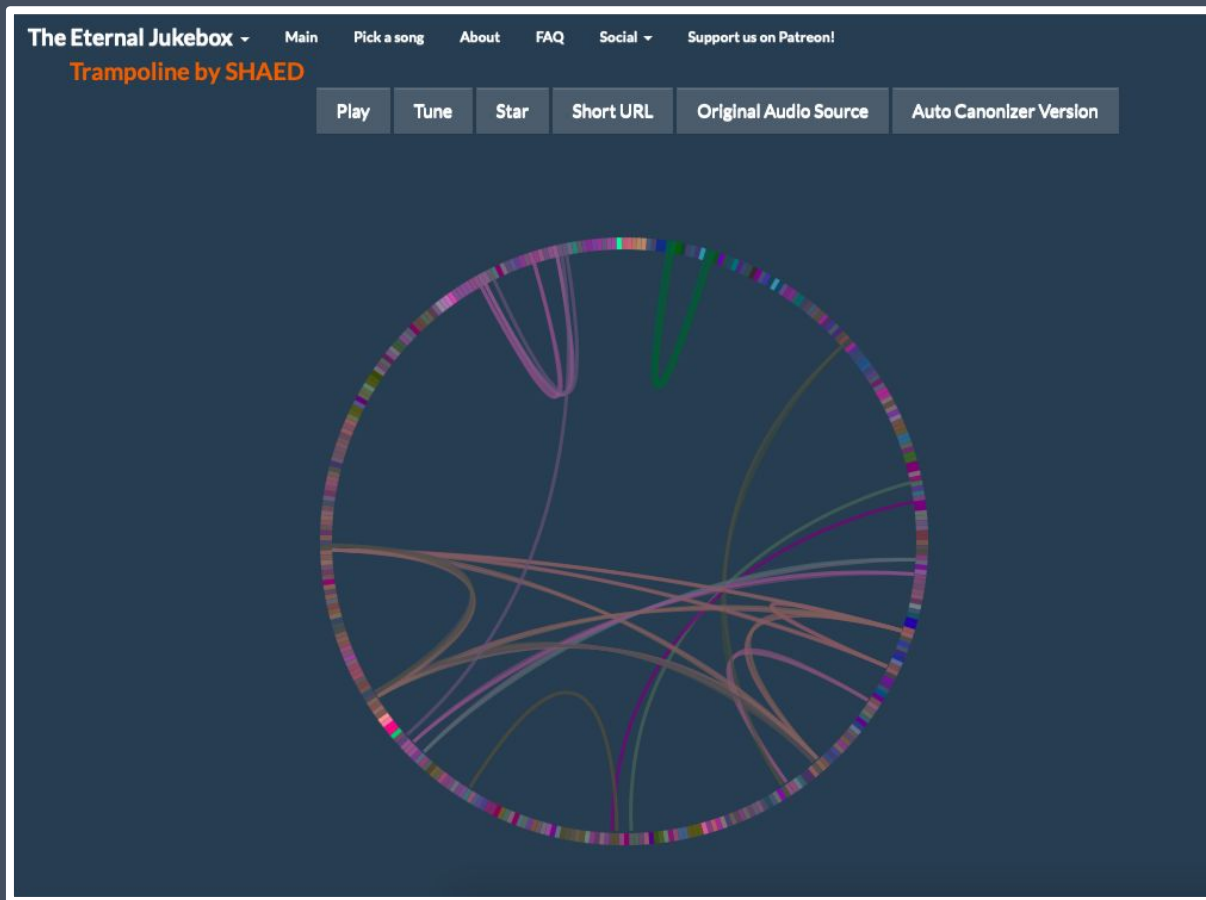 The Eternal Jukebox Main Pick a song About FAQ Social Support us on Patreon!
Trampoline by SHAED
Play Tune Star Short URL Original Audio Source Auto Canonizer Version